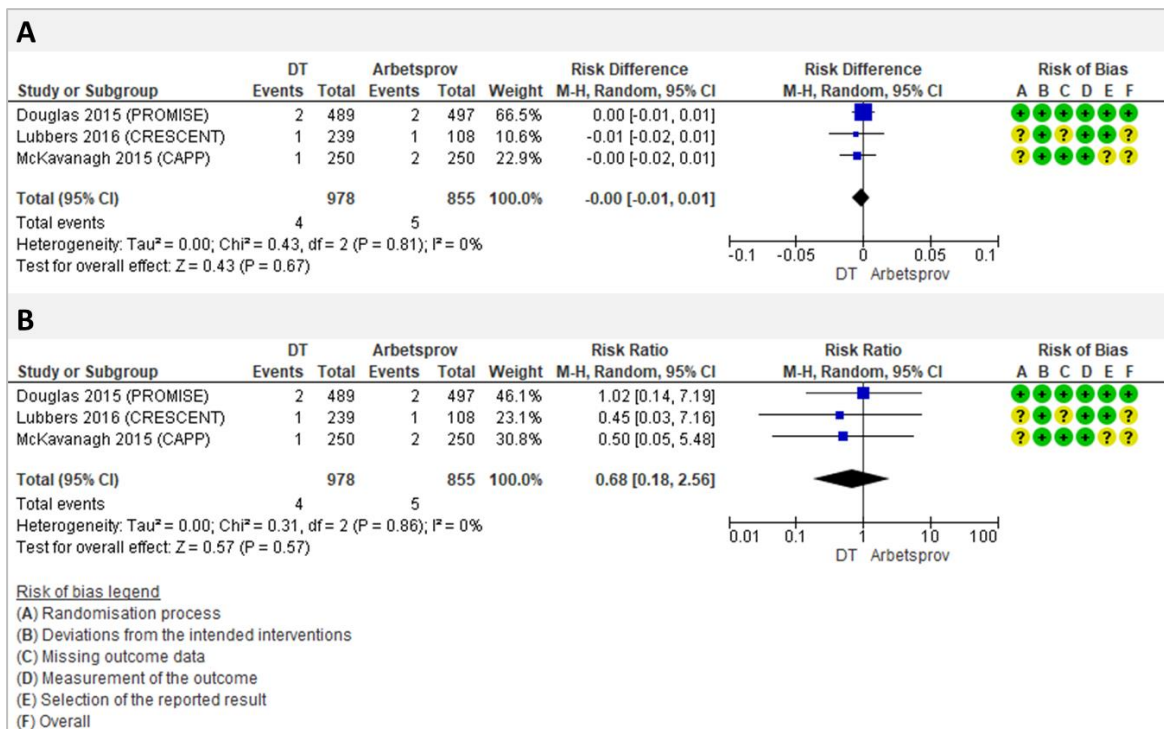 A
DT Arbetsprov Risk Difference Risk Difference Risk of Bias
Study or Subgroup Events Total Events Total Weight M-H, Random, 95% CI M-H, Random, 95% CI A B C D E F
Douglas 2015 (PROMISE) 2 489 2 497 66.5% 0.00 [-0.01, 0.01] + + + + + +
Lubbers 2016 (CRESCENT) 1 239 1 108 10.6% -0.01 [-0.02, 0.01] ? + ? + + ?
McKavanagh 2015 (CAPP) 1 250 2 250 22.9% -0.00 [-0.02, 0.01] ? + + + ? ?
Total (95% CI) 978 855 100.0% -0.00 [-0.01, 0.01]
Total events 4 5
Heterogeneity: Tau² = 0.00; Chi² = 0.43, df = 2 (P = 0.81); I² = 0%
Test for overall effect: Z = 0.43 (P = 0.67)
-0.1 -0.05 0 0.05 0.1
DT Arbetsprov
B
DT Arbetsprov Risk Ratio Risk Ratio Risk of Bias
Study or Subgroup Events Total Events Total Weight M-H, Random, 95% CI M-H, Random, 95% CI A B C D E F
Douglas 2015 (PROMISE) 2 489 2 497 46.1% 1.02 [0.14, 7.19] + + + + + +
Lubbers 2016 (CRESCENT) 1 239 1 108 23.1% 0.45 [0.03, 7.16] ? + ? + + ?
McKavanagh 2015 (CAPP) 1 250 2 250 30.8% 0.50 [0.05, 5.48] ? + + + ? ?
Total (95% CI) 978 855 100.0% 0.68 [0.18, 2.56]
Total events 4 5
Heterogeneity: Tau² = 0.00; Chi² = 0.31, df = 2 (P = 0.86); I² = 0%
Test for overall effect: Z = 0.57 (P = 0.57)
0.01 0.1 1 10 100
DT Arbetsprov
Risk of bias legend
(A) Randomisation process
(B) Deviations from the intended interventions
(C) Missing outcome data
(D) Measurement of the outcome
(E) Selection of the reported result
(F) Overall